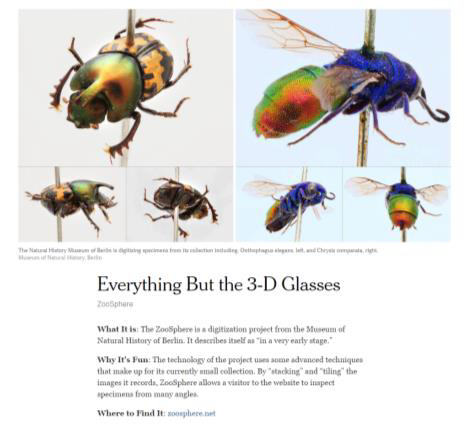 The Natural History Museum of Berlin is digitizing specimens from its collection including, Onthophagus elegans, left, and Chrysis comparata, right.
Museum of Natural History, Berlin
Everything But the 3-D Glasses
ZooSphere
What It is: The ZooSphere is a digitization project from the Museum of
Natural History of Berlin. It describes itself as “in a very early stage.”
Why It's Fun: The technology of the project uses some advanced techniques
that make up for its currently small collection. By “stacking” and “tiling” the
images it records, ZooSphere allows a visitor to the website to inspect
specimens from many angles.
Where to Find It: zoosphere.net